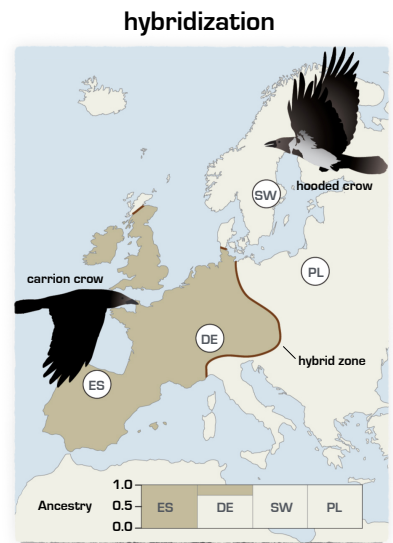 hybridization
hooded crow
SW
carrion crow
PL
DE
hybrid zone
ES
1.0
Ancestry 0.5 ES DE SW PL
0.0